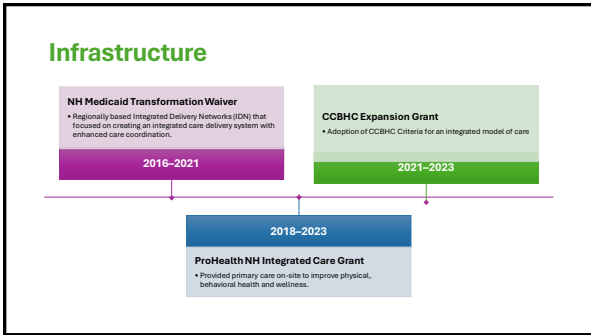 Infrastructure
NH Medicaid Transformation Waiver
• Regionally based Integrated Delivery Networks (IDN) that
focused on creating an integrated care delivery system with
enhanced care coordination.
2016–2021
CCBHC Expansion Grant
• Adoption of CCBHC Criteria for an integrated model of care
2021–2023
2018–2023
ProHealth NH Integrated Care Grant
• Provided primary care on-site to improve physical,
behavioral health and wellness.